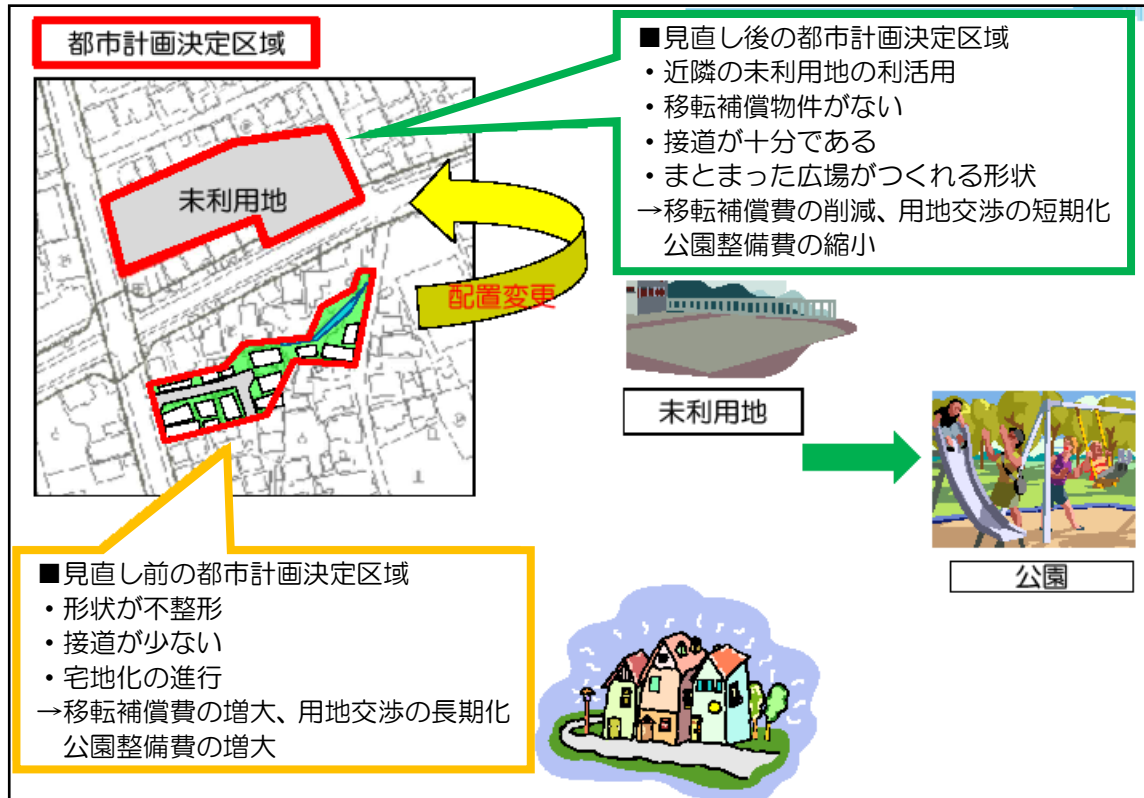 都市計画決定区域
■見直し後の都市計画決定区域
・近隣の未利用地の利活用
・移転補償物件がない
・接道が十分である
・まとまった広場がつくれる形状
→移転補償費の削減、用地交渉の短期化
公園整備費の縮小
未利用地
配置変更
未利用地
公園
■見直し前の都市計画決定区域
・形状が不整形
・接道が少ない
・宅地化の進行
→移転補償費の増大、用地交渉の長期化
公園整備費の増大